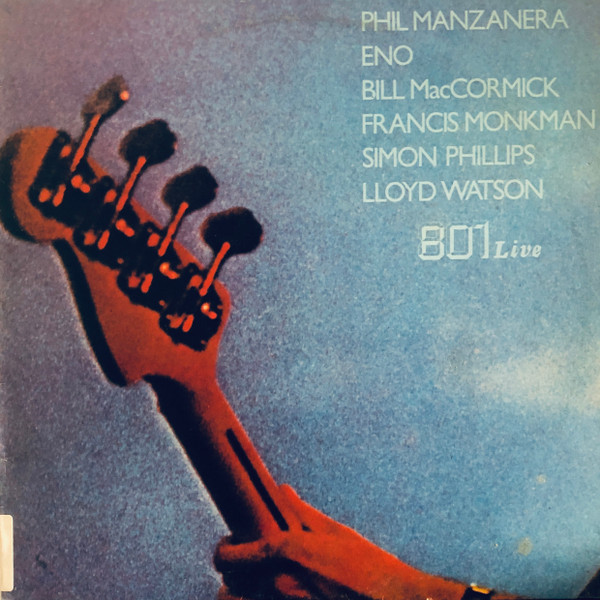 PHIL MANZANERA
ENO
BILL MacCORMICK
FRANCIS MONKMAN
SIMON PHILLIPS
LLOYD WATSON
801 Live